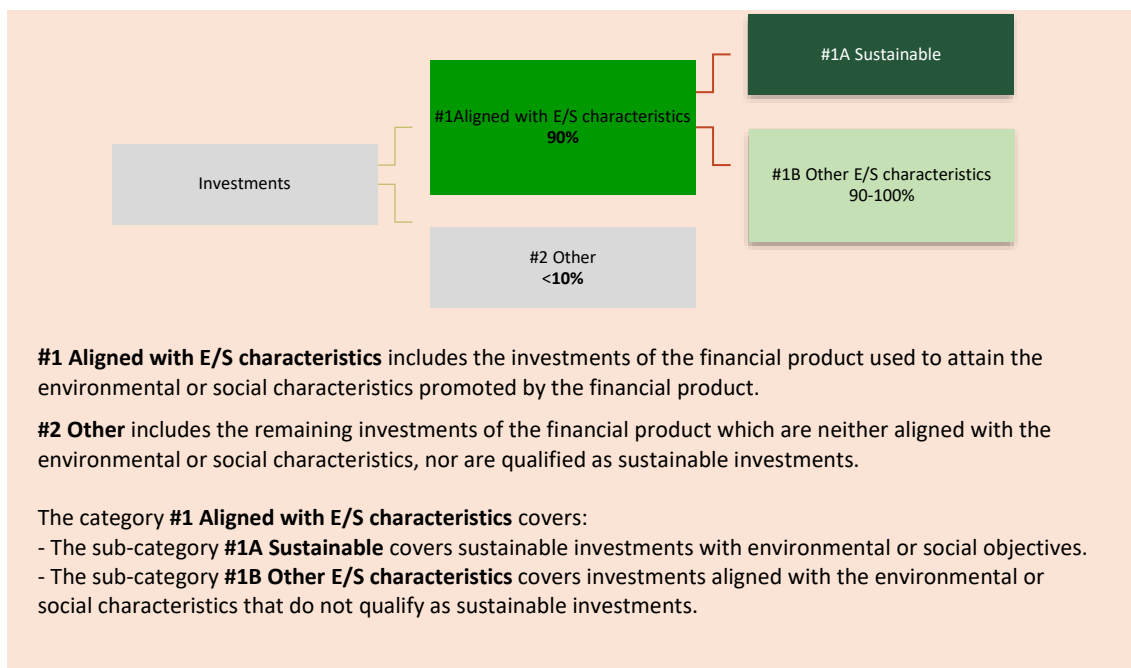 #1A Sustainable
#1Aligned with E/S characteristics
90%
Investments
#1B Other E/S characteristics
90-100%
#2 Other
<10%
#1 Aligned with E/S characteristics includes the investments of the financial product used to attain the
environmental or social characteristics promoted by the financial product.
#2 Other includes the remaining investments of the financial product which are neither aligned with the
environmental or social characteristics, nor are qualified as sustainable investments.
The category #1 Aligned with E/S characteristics covers:
- The sub-category #1A Sustainable covers sustainable investments with environmental or social objectives.
- The sub-category #1B Other E/S characteristics covers investments aligned with the environmental or
social characteristics that do not qualify as sustainable investments.